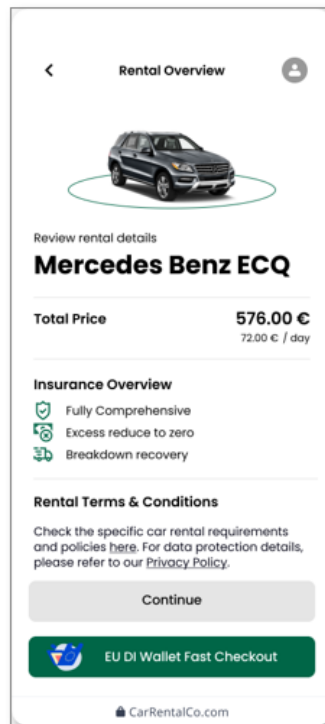 Rental Overview
Review rental details
Mercedes Benz ECQ
Total Price
576.00 €
72.00 € / day
Insurance Overview
Fully Comprehensive
Excess reduce to zero
Breakdown recovery
Rental Terms & Conditions
Check the specific car rental requirements
and policies here. For data protection details,
please refer to our Privacy Policy.
Continue
EU DI Wallet Fast Checkout
CarRentalCo.com